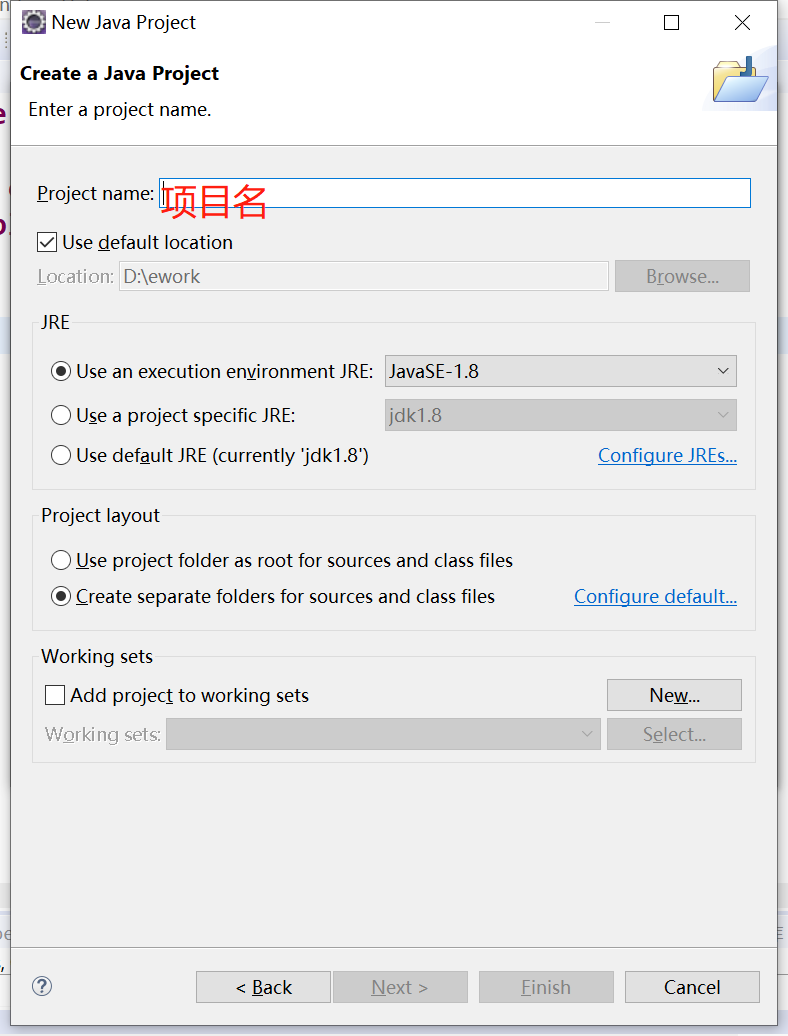 New Java Project
Create a Java Project
Enter a project name.
Project name: 项目名
Use default location
Location: D:\ework Browse...
JRE
Use an execution environment JRE: JavaSE-1.8
Use a project specific JRE: jdk1.8
Use default JRE (currently 'jdk1.8') Configure JREs...
Project layout
Use project folder as root for sources and class files
Create separate folders for sources and class files Configure default...
Working sets
Add project to working sets New...
Working sets: Select...
? < Back Next > Finish Cancel